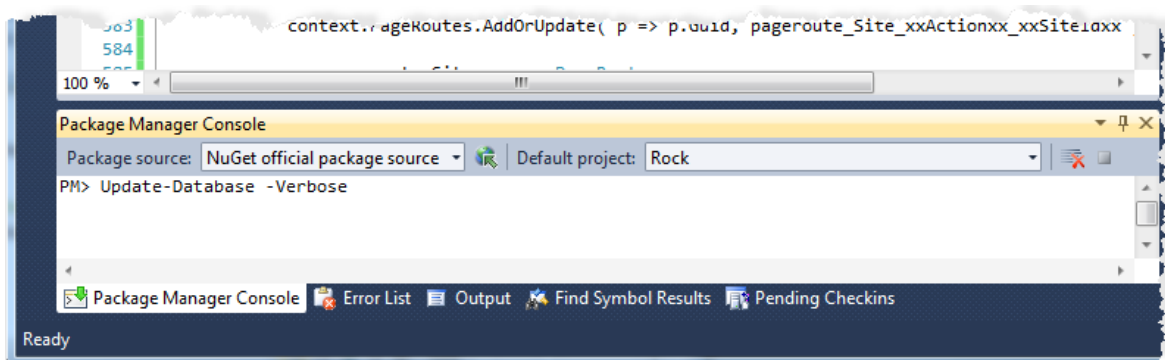 583 context.PageRoutes.AddOrUpdate( p => p.Guid, pageroute_Site_xxActionxx_xxSiteIdxx
584
100 %
Package Manager Console
Package source: NuGet official package source Default project: Rock
PM> Update-Database -Verbose
Package Manager Console Error List Output Find Symbol Results Pending Checkins
Ready